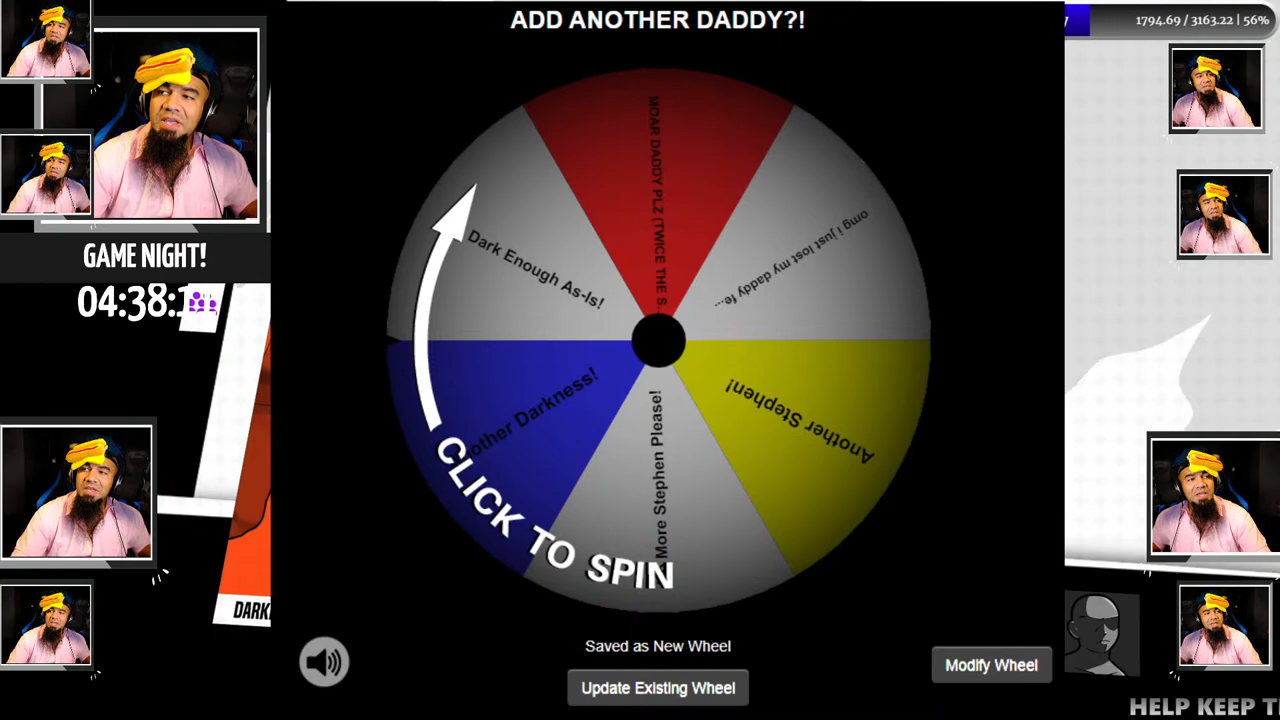 ADD ANOTHER DADDY?!
1794.69 / 3163.22 | 56%
GAME NIGHT!
04:38:
MOAR DADDY PLZ (TWICE THE S...
omg i just lost my daddy fe...
Dark Enough As-Is!
other Darkness!
Another Stephen!
More Stephen Please!
CLICK TO SPIN
DARK
Saved as New Wheel
Update Existing Wheel
Modify Wheel
HELP KEEP T